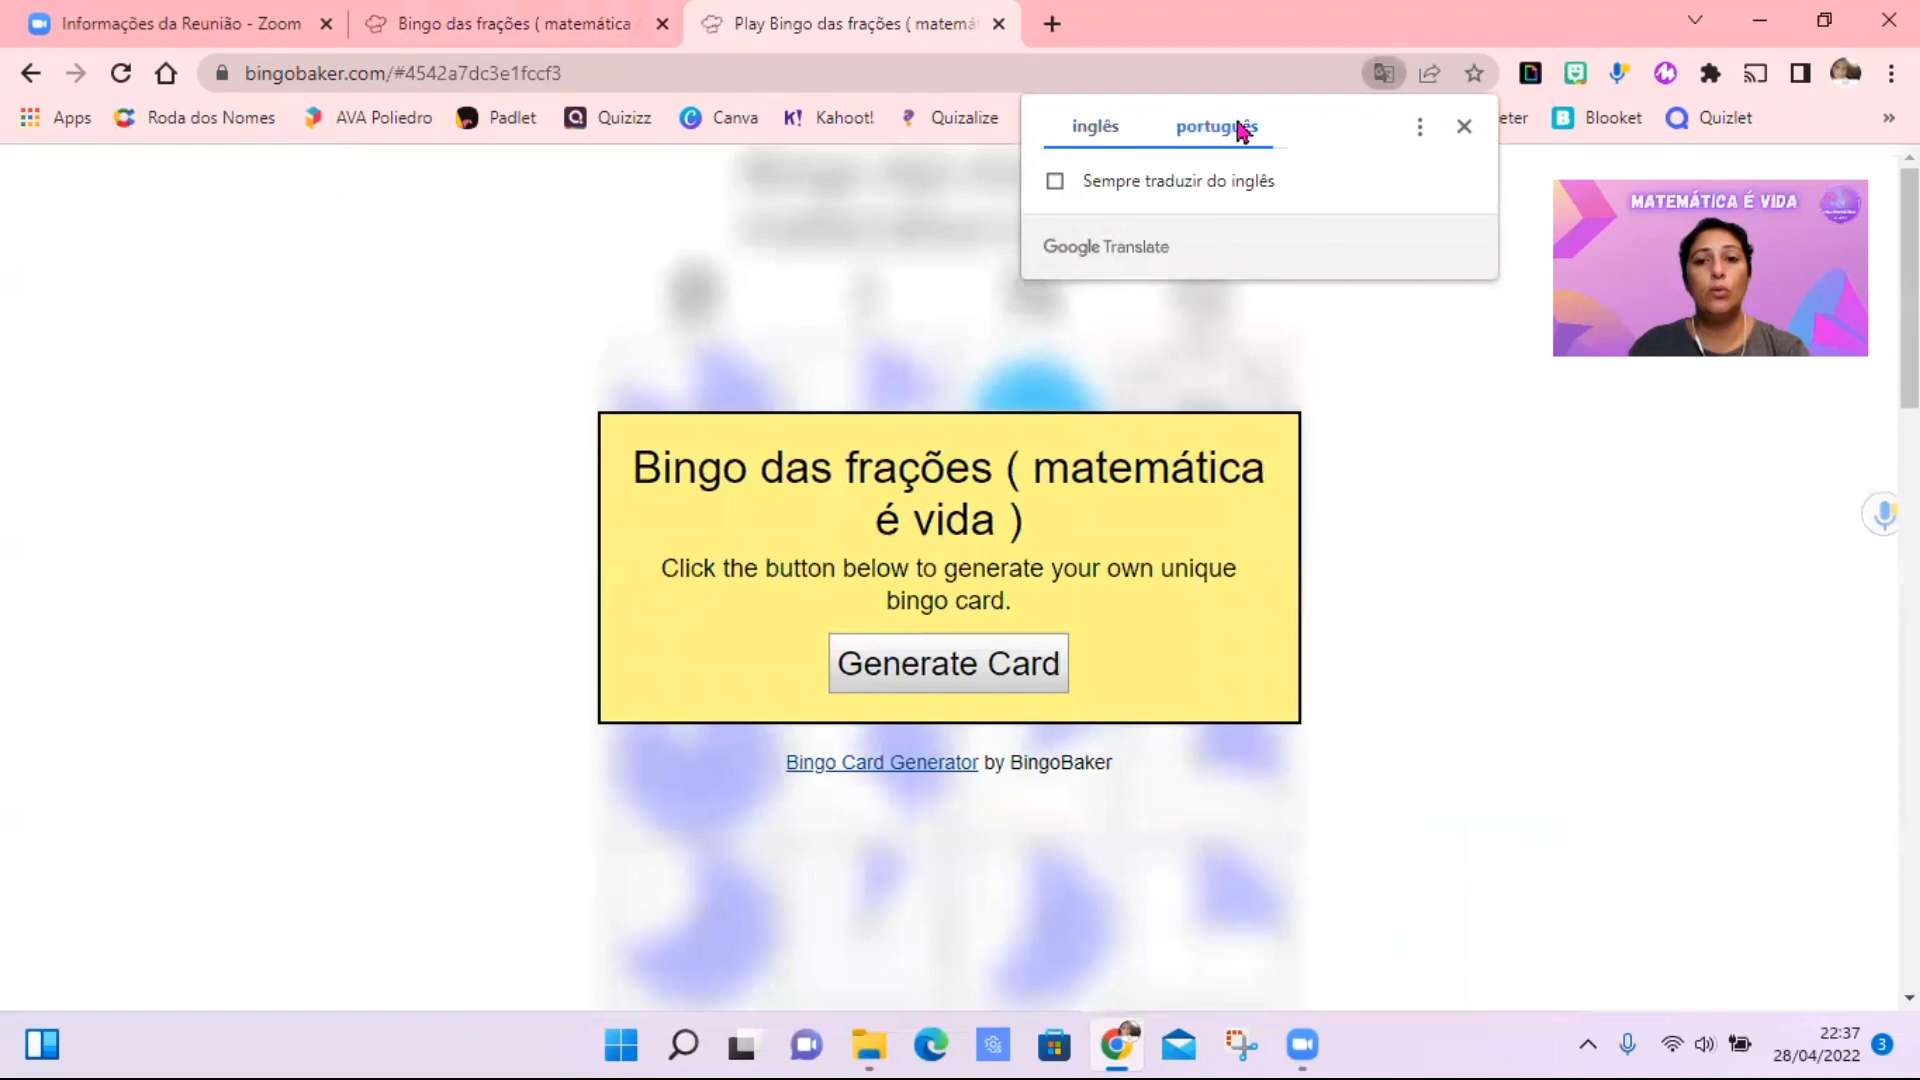 Informações da Reunião - Zoom
Bingo das frações ( matemática
Play Bingo das frações ( matemá
bingobaker.com/#4542a7dc3e1fccf3
Apps
Roda dos Nomes
AVA Poliedro
Padlet
Quizizz
Canva
K! Kahoot!
Quizalize
eter
Blooket
Quizlet
inglês português
Sempre traduzir do inglês
Google Translate
MATEMÁTICA É VIDA
Bingo das frações ( matemática
é vida )
Click the button below to generate your own unique
bingo card.
Generate Card
Bingo Card Generator by BingoBaker
22:37
28/04/2022
3